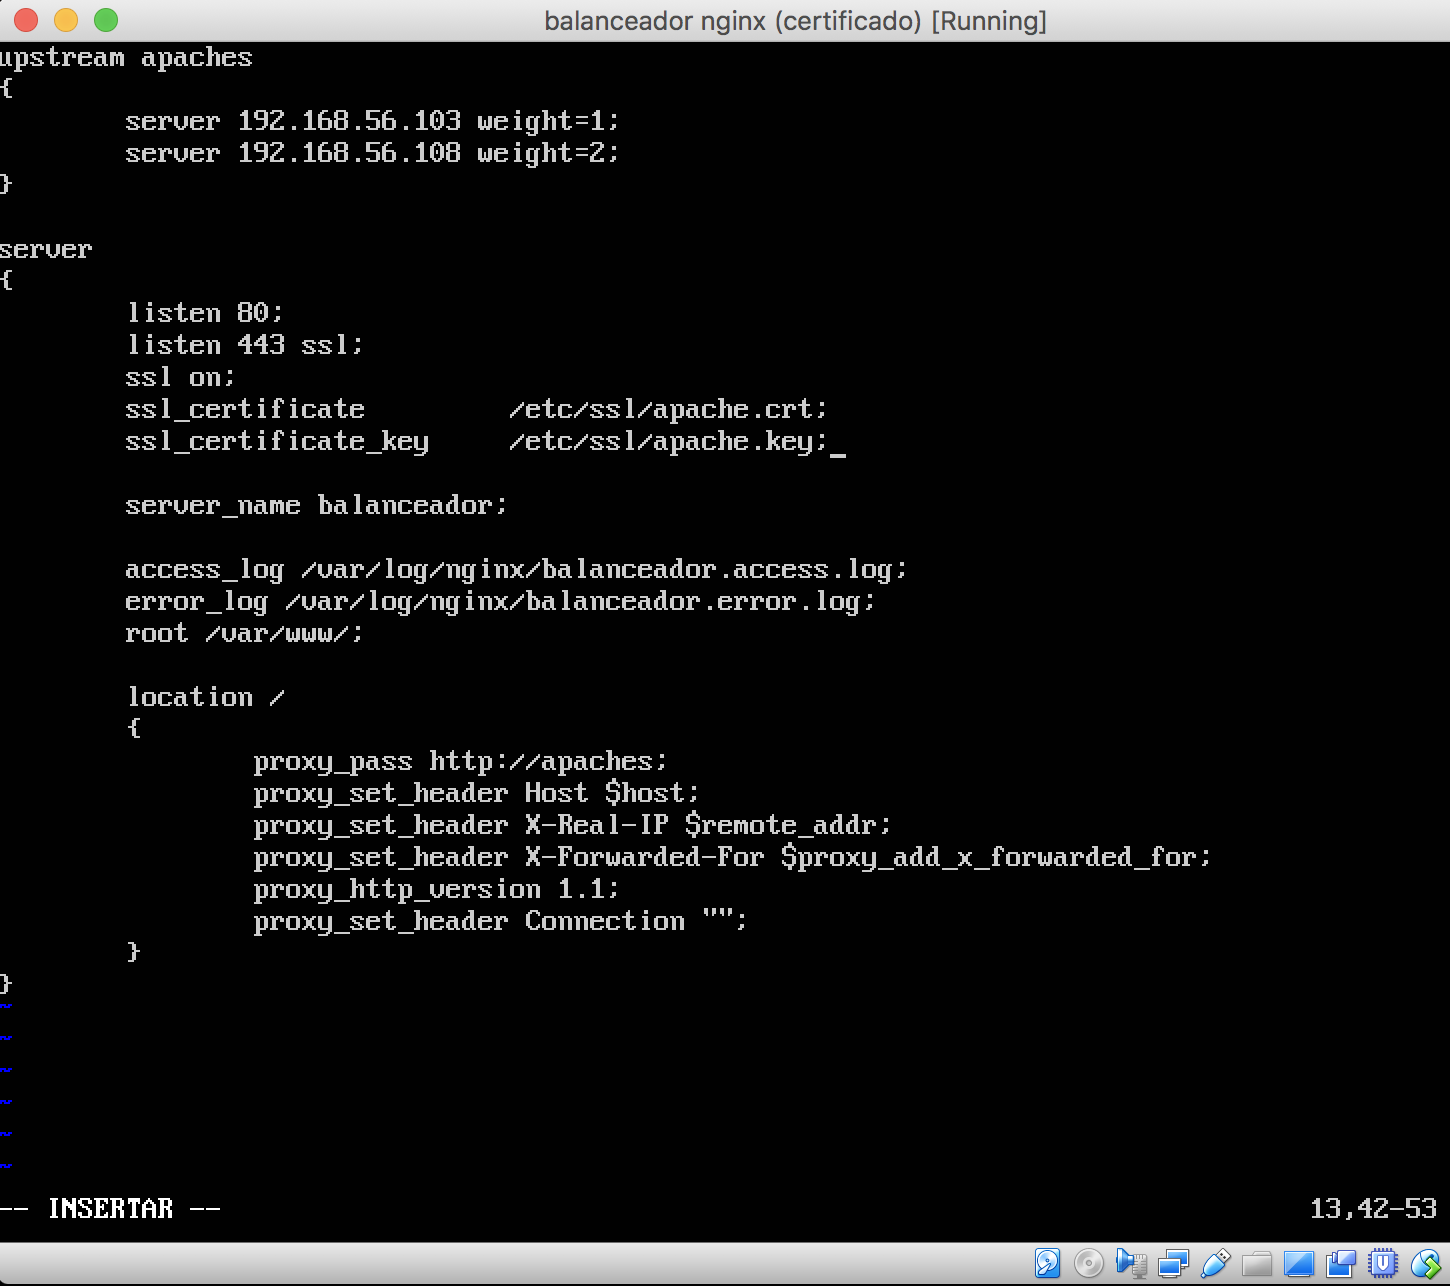 balanceador nginx (certificado) [Running]
upstream apaches
{
server 192.168.56.103 weight=1;
server 192.168.56.108 weight=2;
}
server
{
listen 80;
listen 443 ssl;
ssl on;
ssl_certificate /etc/ssl/apache.crt;
ssl_certificate_key /etc/ssl/apache.key;
server_name balanceador;
access_log /var/log/nginx/balanceador.access.log;
error_log /var/log/nginx/balanceador.error.log;
root /var/www/;
location /
{
proxy_pass http://apaches;
proxy_set_header Host $host;
proxy_set_header X-Real-IP $remote_addr;
proxy_set_header X-Forwarded-For $proxy_add_x_forwarded_for;
proxy_http_version 1.1;
proxy_set_header Connection "";
}
}
~
~
~
~
~
~
-- INSERTAR -- 13,42-53